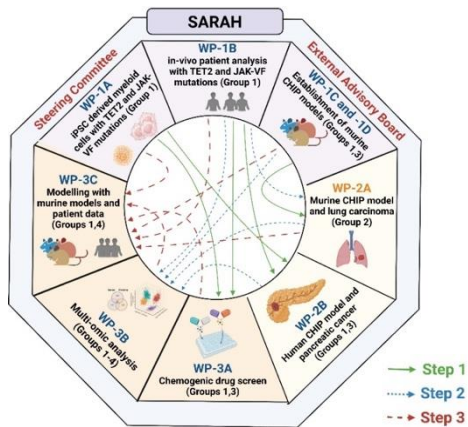 SARAH
Steering Committee
External Advisory Board
WP-1A
iPSC derived myeloid
cells with TET2 and JAK-
VF mutations (Group 1)
WP-1B
in-vivo patient analysis
with TET2 and JAK-VF
mutations (Group 1)
WP-1C and -1D
Establishment of murine
CHIP models (Groups 1,3)
WP-2A
Murine CHIP model
and lung carcinoma
(Group 2)
WP-2B
Human CHIP model and
pancreatic cancer
(Groups 1,3)
WP-3A
Chemogenic drug screen
(Groups 1,3)
WP-3B
Multi-omic analysis
(Groups 1-4)
WP-3C
Modelling with
murine models and
patient data
(Groups 1,4)
Step 1
Step 2
Step 3